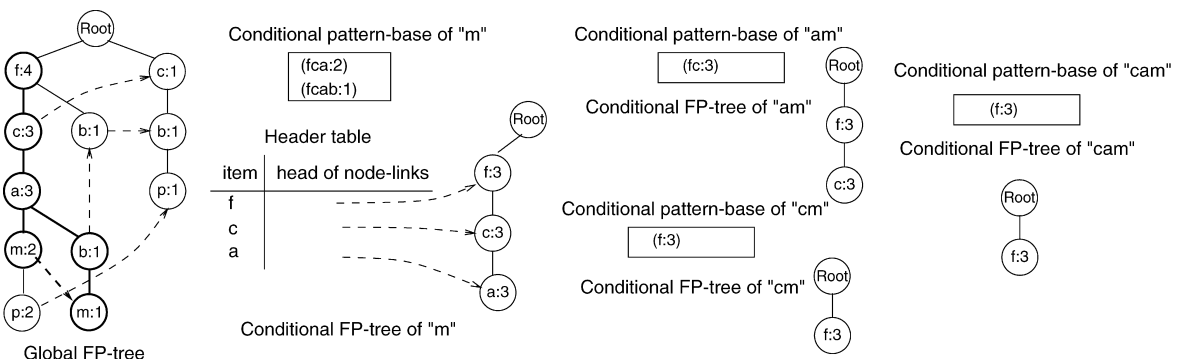 Root
f:4
c:1
c:3
b:1
b:1
a:3
p:1
m:2
b:1
p:2
m:1
Global FP-tree
Conditional pattern-base of "m"
(fca:2)
(fcab:1)
Header table
item head of node-links
f
c
a
Root
f:3
c:3
a:3
Conditional FP-tree of "m"
Conditional pattern-base of "am"
(fc:3)
Conditional FP-tree of "am"
Root
f:3
c:3
Conditional pattern-base of "cm"
(f:3)
Conditional FP-tree of "cm"
Root
f:3
Conditional pattern-base of "cam"
(f:3)
Conditional FP-tree of "cam"
Root
f:3